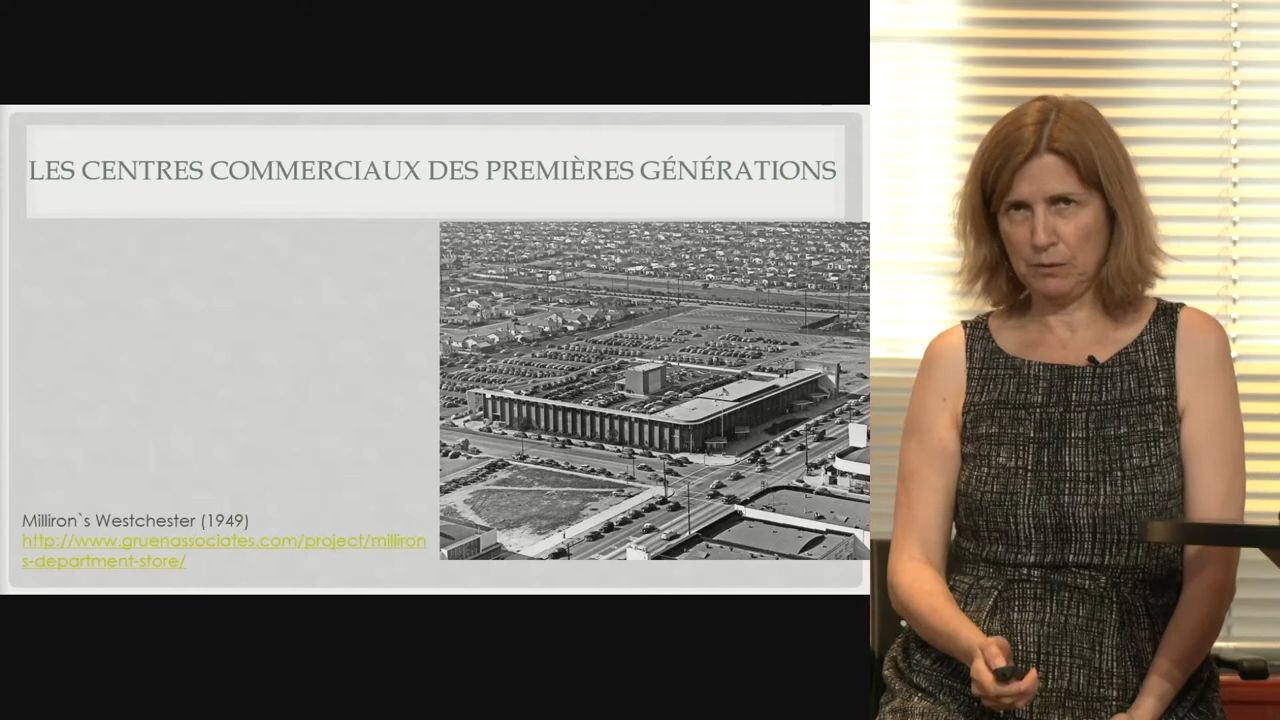 LES CENTRES COMMERCIAUX DES PREMIÈRES GÉNÉRATIONS
Milliron`s Westchester (1949)
http://www.gruenassociates.com/project/milliron
s-department-store/